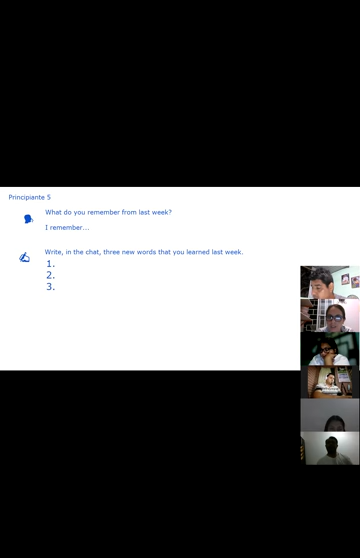 Principiante 5
What do you remember from last week?
I remember...
Write, in the chat, three new words that you learned last week.
1.
2.
3.